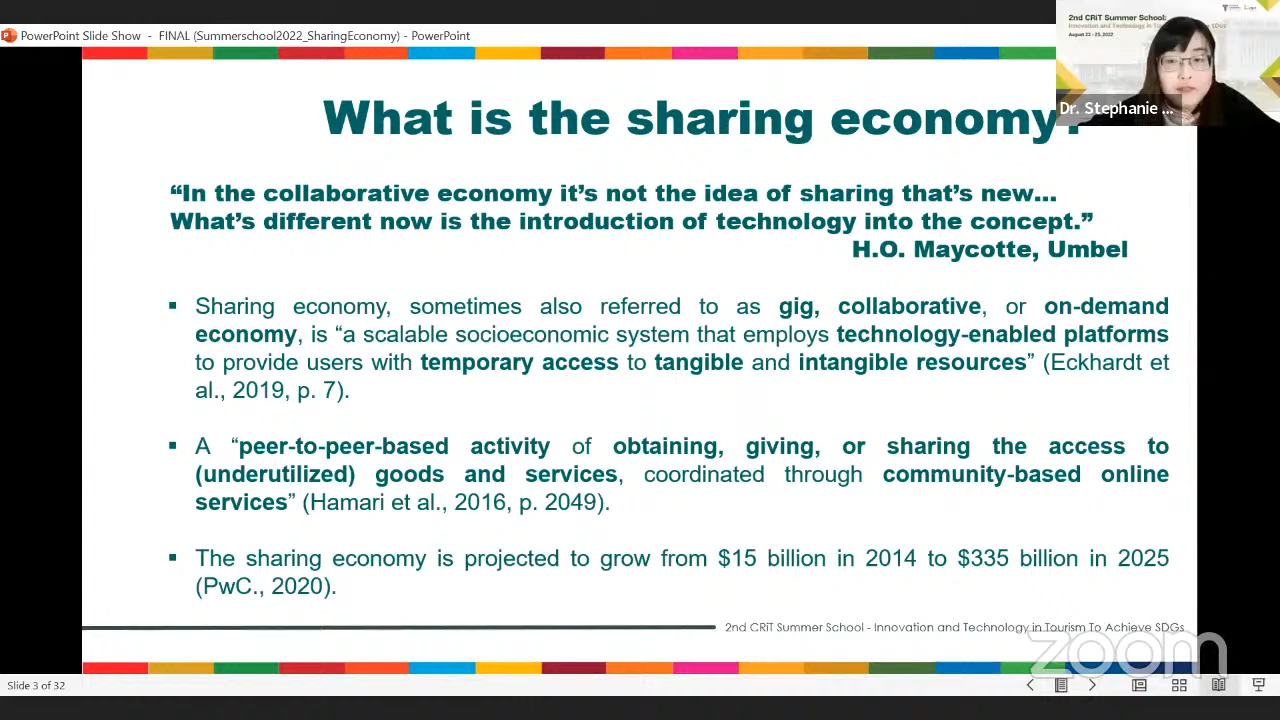 PowerPoint Slide Show - FINAL (Summerschool2022_SharingEconomy) - PowerPoint
2nd CRiT Summer School:
Innovation and Technology in Tourism
August 23 - 25, 2022
Dr. Stephanie ...
What is the sharing economy?
“In the collaborative economy it’s not the idea of sharing that’s new...
What’s different now is the introduction of technology into the concept.”
H.O. Maycotte, Umbel
▪ Sharing economy, sometimes also referred to as gig, collaborative, or on-demand
economy, is “a scalable socioeconomic system that employs technology-enabled platforms
to provide users with temporary access to tangible and intangible resources” (Eckhardt et
al., 2019, p. 7).
▪ A “peer-to-peer-based activity of obtaining, giving, or sharing the access to
(underutilized) goods and services, coordinated through community-based online
services” (Hamari et al., 2016, p. 2049).
▪ The sharing economy is projected to grow from $15 billion in 2014 to $335 billion in 2025
(PwC., 2020).
2nd CRiT Summer School - Innovation and Technology in Tourism To Achieve SDGs
zoom
Slide 3 of 32